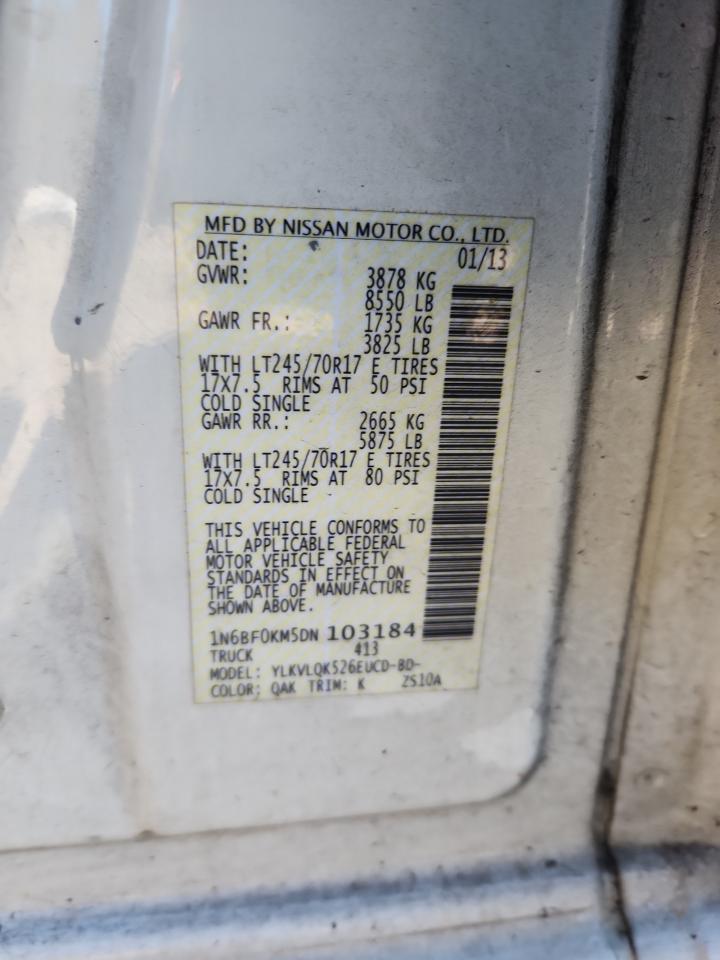 MFD BY NISSAN MOTOR CO., LTD.
DATE: 01/13
GVWR: 3878 KG
8550 LB
GAWR FR.: 1735 KG
3825 LB
WITH LT245/70R17 E TIRES
17X7.5 RIMS AT 50 PSI
COLD SINGLE
GAWR RR.: 2665 KG
5875 LB
WITH LT245/70R17 E TIRES
17X7.5 RIMS AT 80 PSI
COLD SINGLE
THIS VEHICLE CONFORMS TO
ALL APPLICABLE FEDERAL
MOTOR VEHICLE SAFETY
STANDARDS IN EFFECT ON
THE DATE OF MANUFACTURE
SHOWN ABOVE.
1N6BF0KM5DN 103184
TRUCK 413
MODEL: YLKVLQK526EUCD-BD-
COLOR; QAK TRIM: K ZS10A